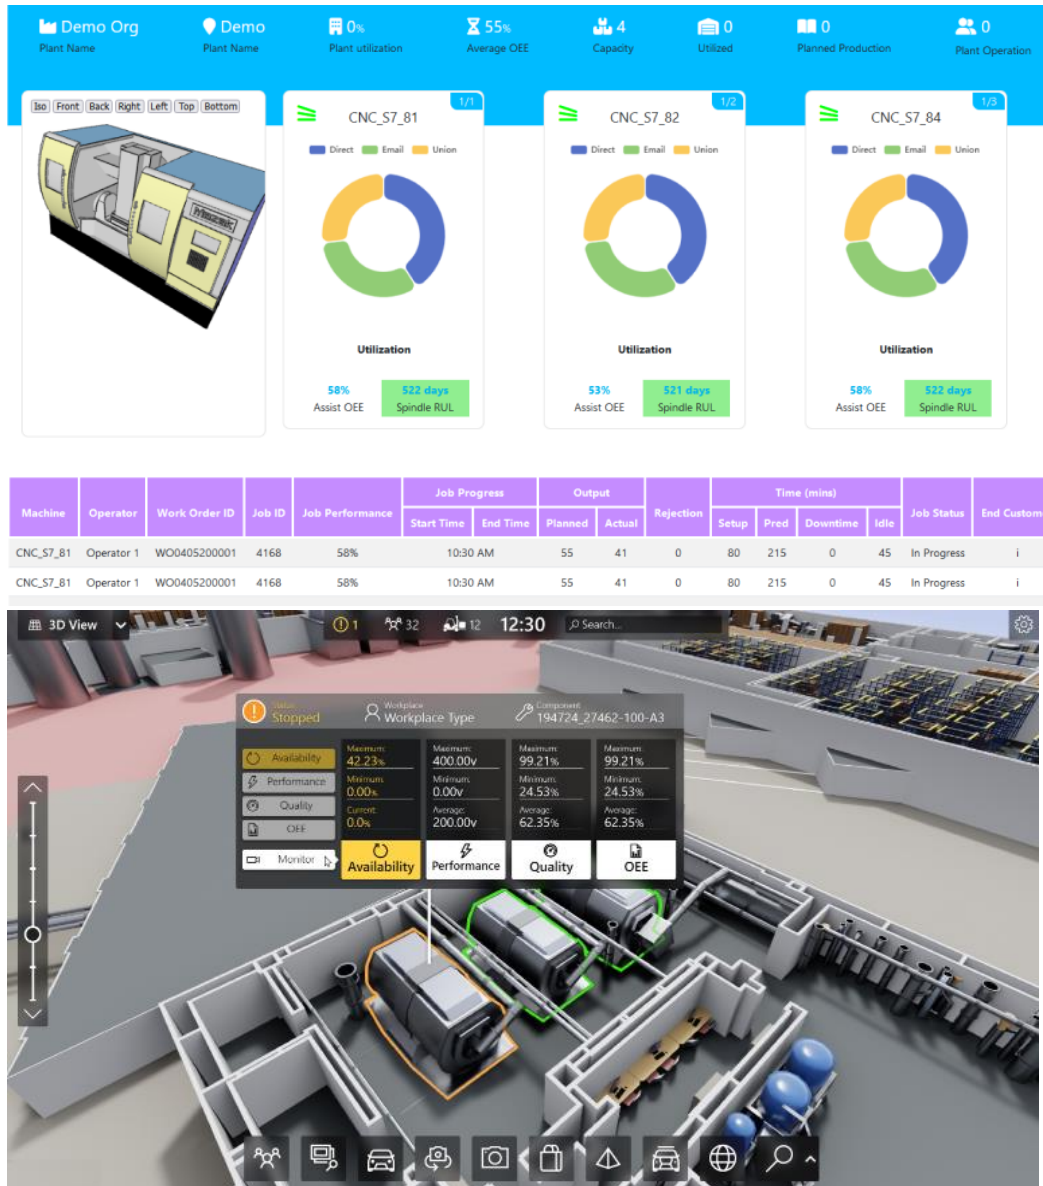 Demo Org Demo 0% 55% 4 0 0 0
Plant Name Plant Name Plant utilization Average OEE Capacity Utilized Planned Production Plant Operation
Iso Front Back Right Left Top Bottom
1/1
CNC_S7_81
Direct Email Union
Utilization
58% 522 days
Assist OEE Spindle RUL
1/2
CNC_S7_82
Direct Email Union
Utilization
53% 521 days
Assist OEE Spindle RUL
1/3
CNC_S7_84
Direct Email Union
Utilization
58% 522 days
Assist OEE Spindle RUL
Job Progress Output Time (mins)
Machine Operator Work Order ID Job ID Job Performance Rejection Job Status End Custom
Start Time End Time Planned Actual Setup Pred Downtime Idle
CNC_S7_81 Operator 1 WO0405200001 4168 58% 10:30 AM 55 41 0 80 215 0 45 In Progress i
CNC_S7_81 Operator 1 WO0405200001 4168 58% 10:30 AM 55 41 0 80 215 0 45 In Progress i
3D View 1 32 12 12:30 Search...
Status Workplace Component
Stopped Workplace Type 194724_27462-100-A3
Availability
Performance
Quality
OEE
Monitor
Maximum: Maximum: Maximum: Maximum:
42.23% 400.00v 99.21% 99.21%
Minimum: Minimum: Minimum: Minimum:
0.00% 0.00v 24.53% 24.53%
Current: Average: Average: Average:
0.0% 200.00v 62.35% 62.35%
Availability Performance Quality OEE